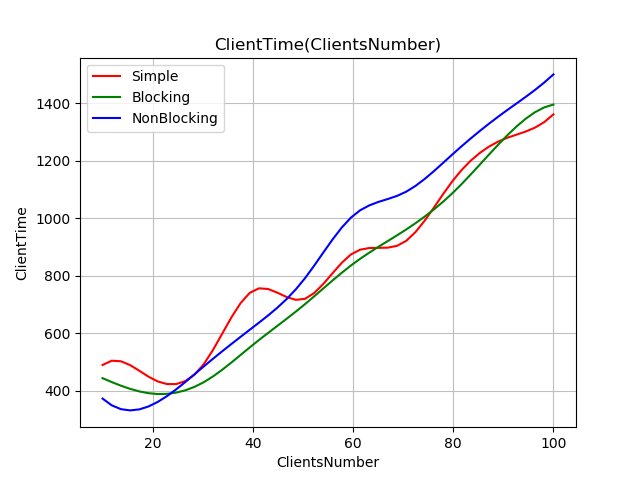 ClientTime(ClientsNumber)
Simple
Blocking
NonBlocking
1400
1200
1000
800
600
400
ClientTime
20 40 60 80 100
ClientsNumber